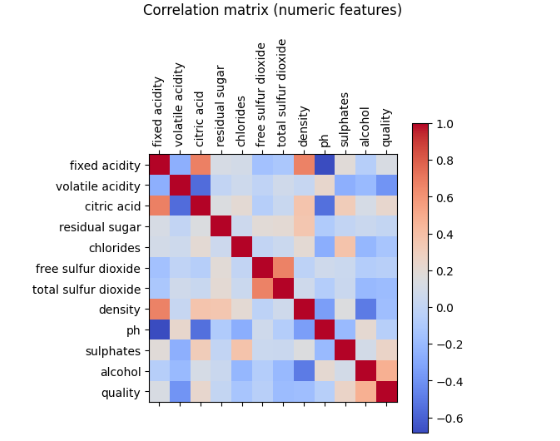 Correlation matrix (numeric features)
fixed acidity
volatile acidity
citric acid
residual sugar
chlorides
free sulfur dioxide
total sulfur dioxide
density
ph
sulphates
alcohol
quality
fixed acidity
volatile acidity
citric acid
residual sugar
chlorides
free sulfur dioxide
total sulfur dioxide
density
ph
sulphates
alcohol
quality
1.0
0.8
0.6
0.4
0.2
0.0
−0.2
−0.4
−0.6